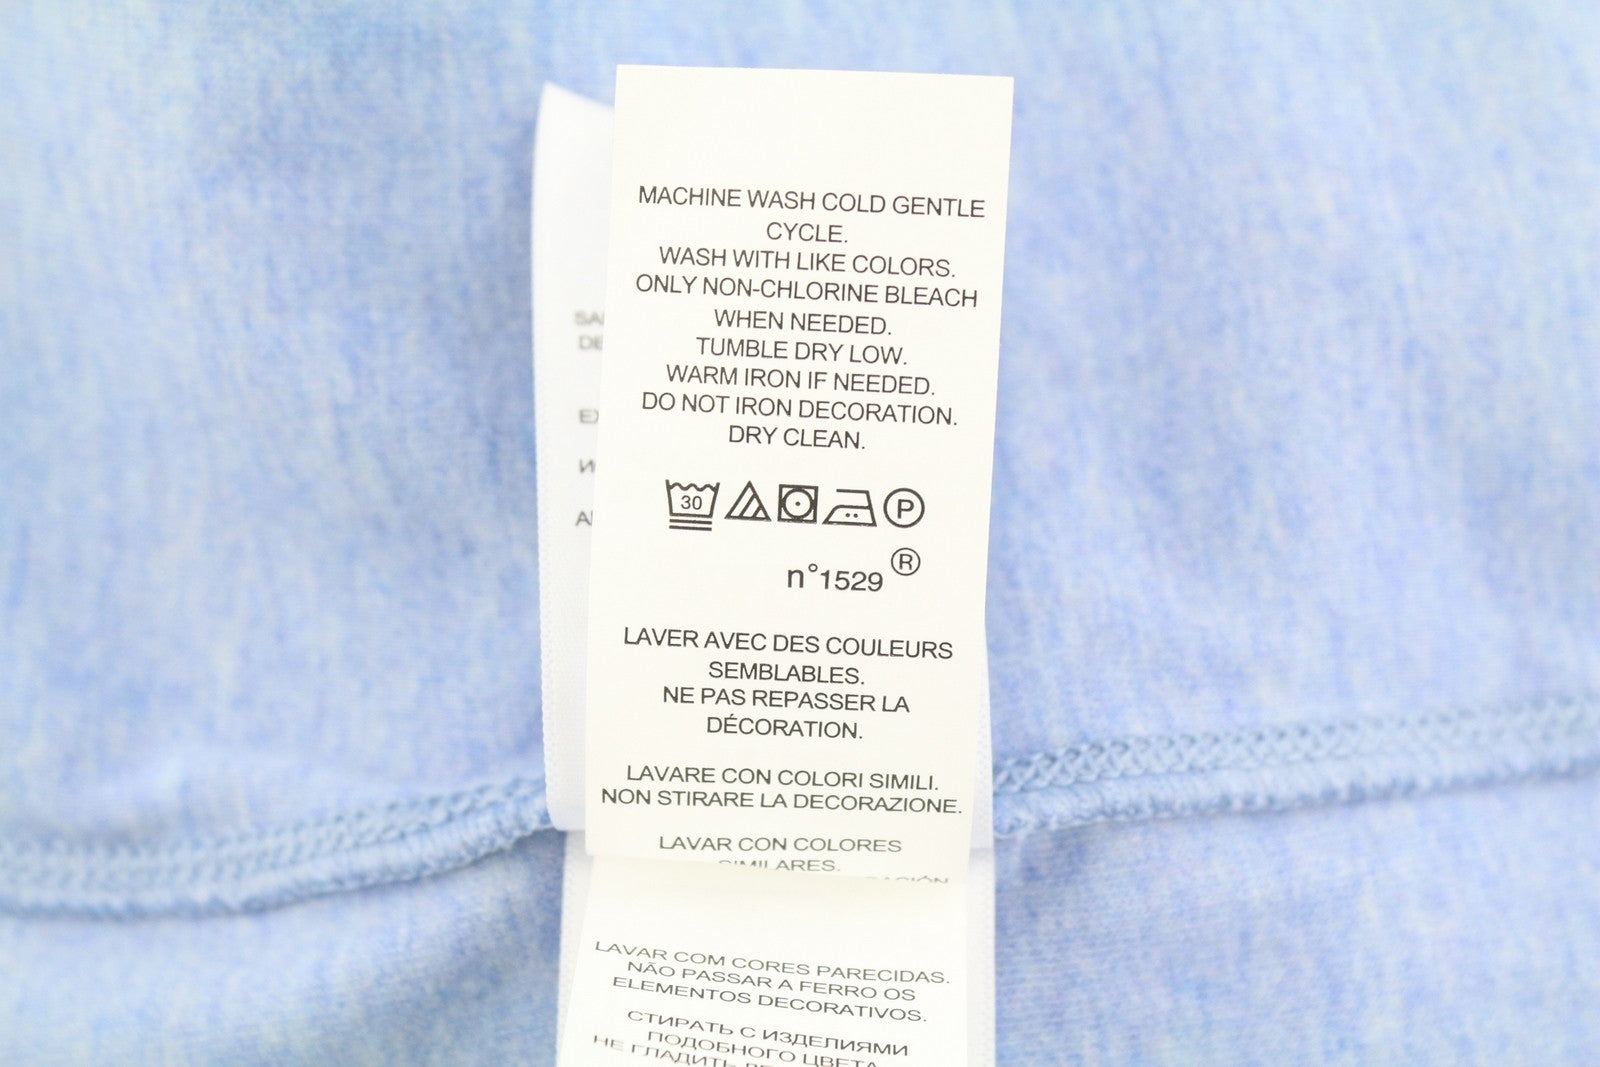 MACHINE WASH COLD GENTLE
CYCLE.
WASH WITH LIKE COLORS.
ONLY NON-CHLORINE BLEACH
WHEN NEEDED.
TUMBLE DRY LOW.
WARM IRON IF NEEDED.
DO NOT IRON DECORATION.
DRY CLEAN.
30 P
n°1529 ®
LAVER AVEC DES COULEURS
SEMBLABLES.
NE PAS REPASSER LA
DÉCORATION.
LAVARE CON COLORI SIMILI.
NON STIRARE LA DECORAZIONE.
LAVAR CON COLORES
SIMILARES.
LAVAR COM CORES PARECIDAS.
NÃO PASSAR A FERRO OS
ELEMENTOS DECORATIVOS.
СТИРАТЬ С ИЗДЕЛИЯМИ
ПОДОБНОГО ЦВЕТА
НЕ ГЛАДИТЬ